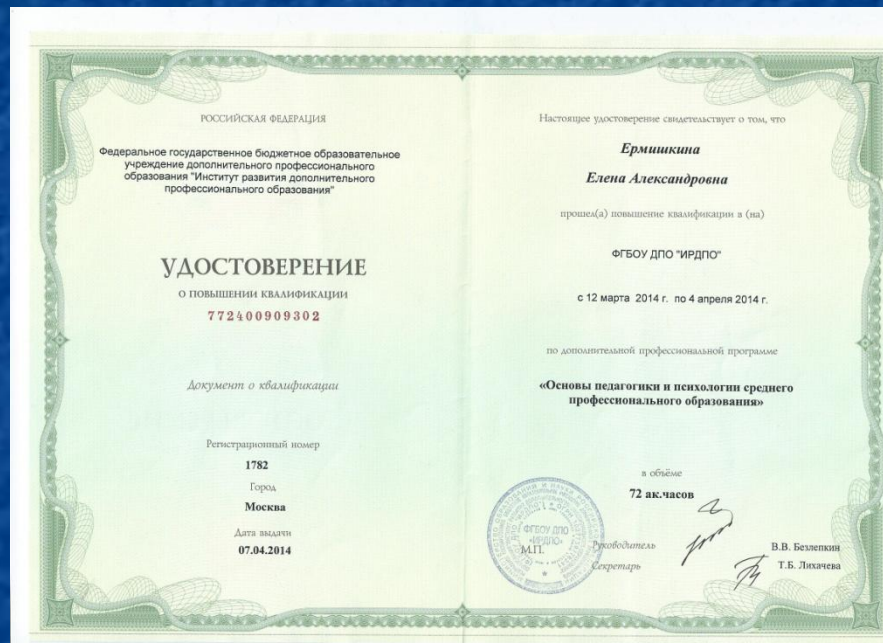 РОССИЙСКАЯ ФЕДЕРАЦИЯ
Федеральное государственное бюджетное образовательное
учреждение дополнительного профессионального
образования "Институт развития дополнительного
профессионального образования"
УДОСТОВЕРЕНИЕ
О ПОВЫШЕНИИ КВАЛИФИКАЦИИ
772400909302
Документ о квалификации
Регистрационный номер
1782
Город
Москва
Дата выдачи
07.04.2014
Настоящее удостоверение свидетельствует о том, что
Ермишкина
Елена Александровна
прошел(а) повышение квалификации в (на)
ФГБОУ ДПО "ИРДПО"
с 12 марта 2014 г. по 4 апреля 2014 г.
по дополнительной профессиональной программе
«Основы педагогики и психологии среднего
профессионального образования»
в объёме
72 ак.часов
ФГБОУ ДПО
«ИРДПО»
М.П.
Руководитель
В.В. Безлепкин
Секретарь
Т.Б. Лихачева